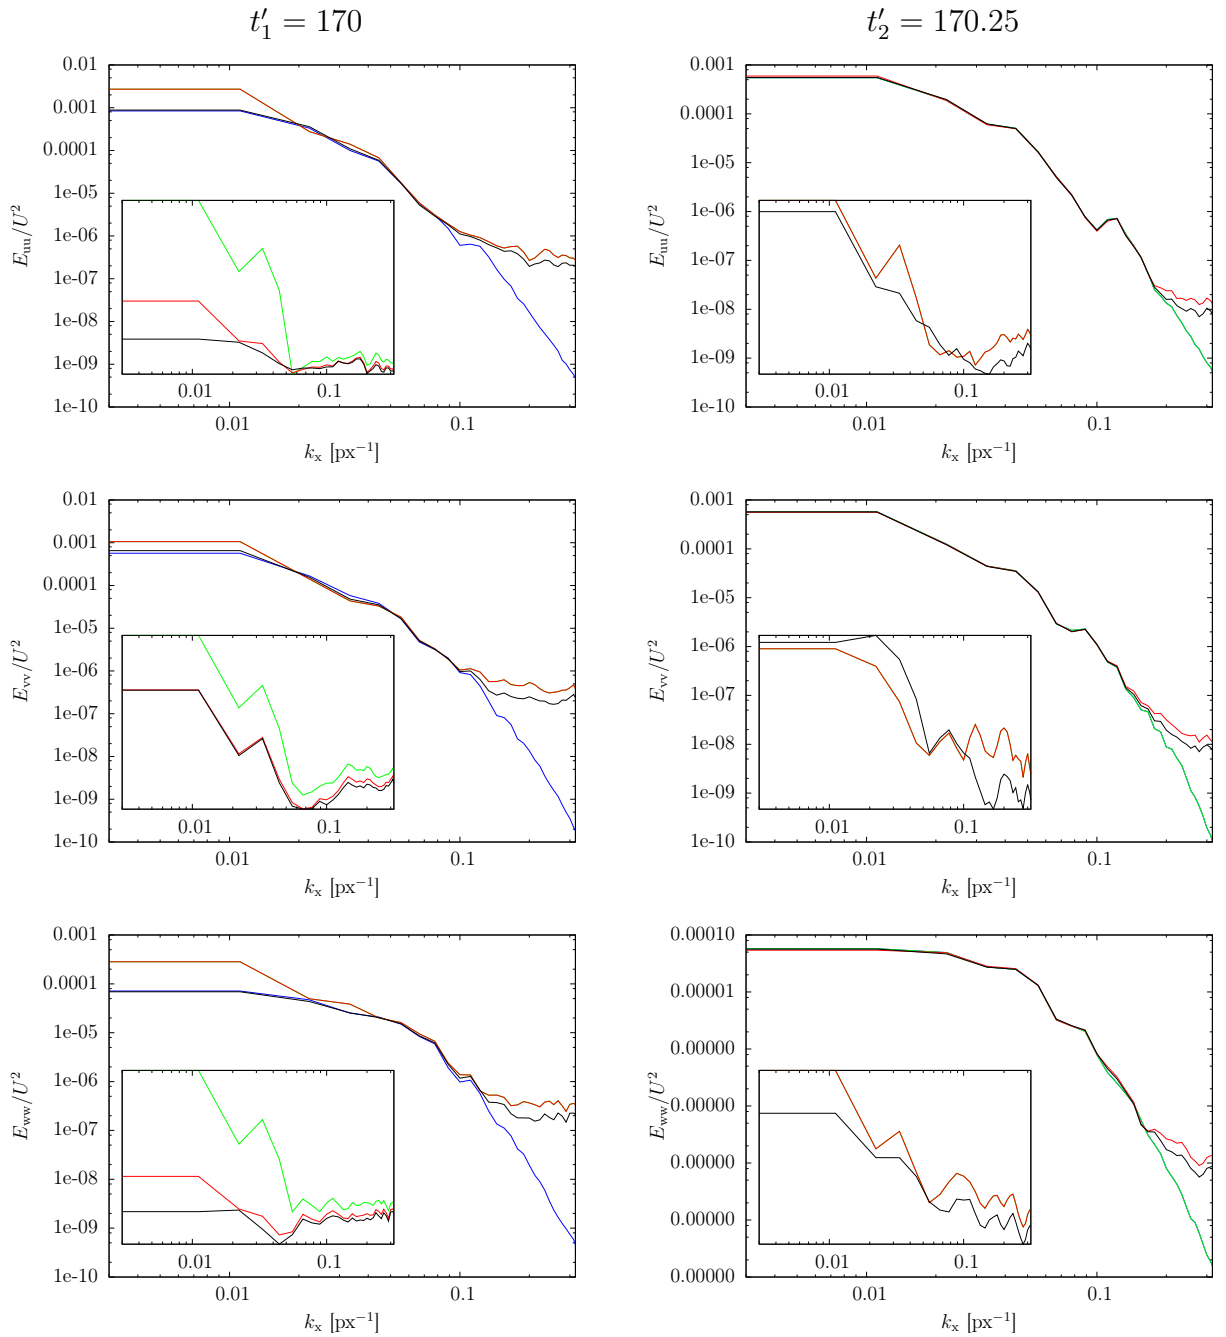 t′₁ = 170
t′₂ = 170.25
0.01
0.001
0.0001
1e-05
1e-06
1e-07
1e-08
1e-09
1e-10
E_uu/U²
0.01 0.1
0.01 0.1
k_x [px⁻¹]
0.001
0.0001
1e-05
1e-06
1e-07
1e-08
1e-09
1e-10
E_uu/U²
0.01 0.1
0.01 0.1
k_x [px⁻¹]
0.01
0.001
0.0001
1e-05
1e-06
1e-07
1e-08
1e-09
1e-10
E_vv/U²
0.01 0.1
0.01 0.1
k_x [px⁻¹]
0.001
0.0001
1e-05
1e-06
1e-07
1e-08
1e-09
1e-10
E_vv/U²
0.01 0.1
0.01 0.1
k_x [px⁻¹]
0.001
0.0001
1e-05
1e-06
1e-07
1e-08
1e-09
1e-10
E_ww/U²
0.01 0.1
0.01 0.1
k_x [px⁻¹]
0.00010
0.00001
0.00000
0.00000
0.00000
0.00000
0.00000
E_ww/U²
0.01 0.1
0.01 0.1
k_x [px⁻¹]